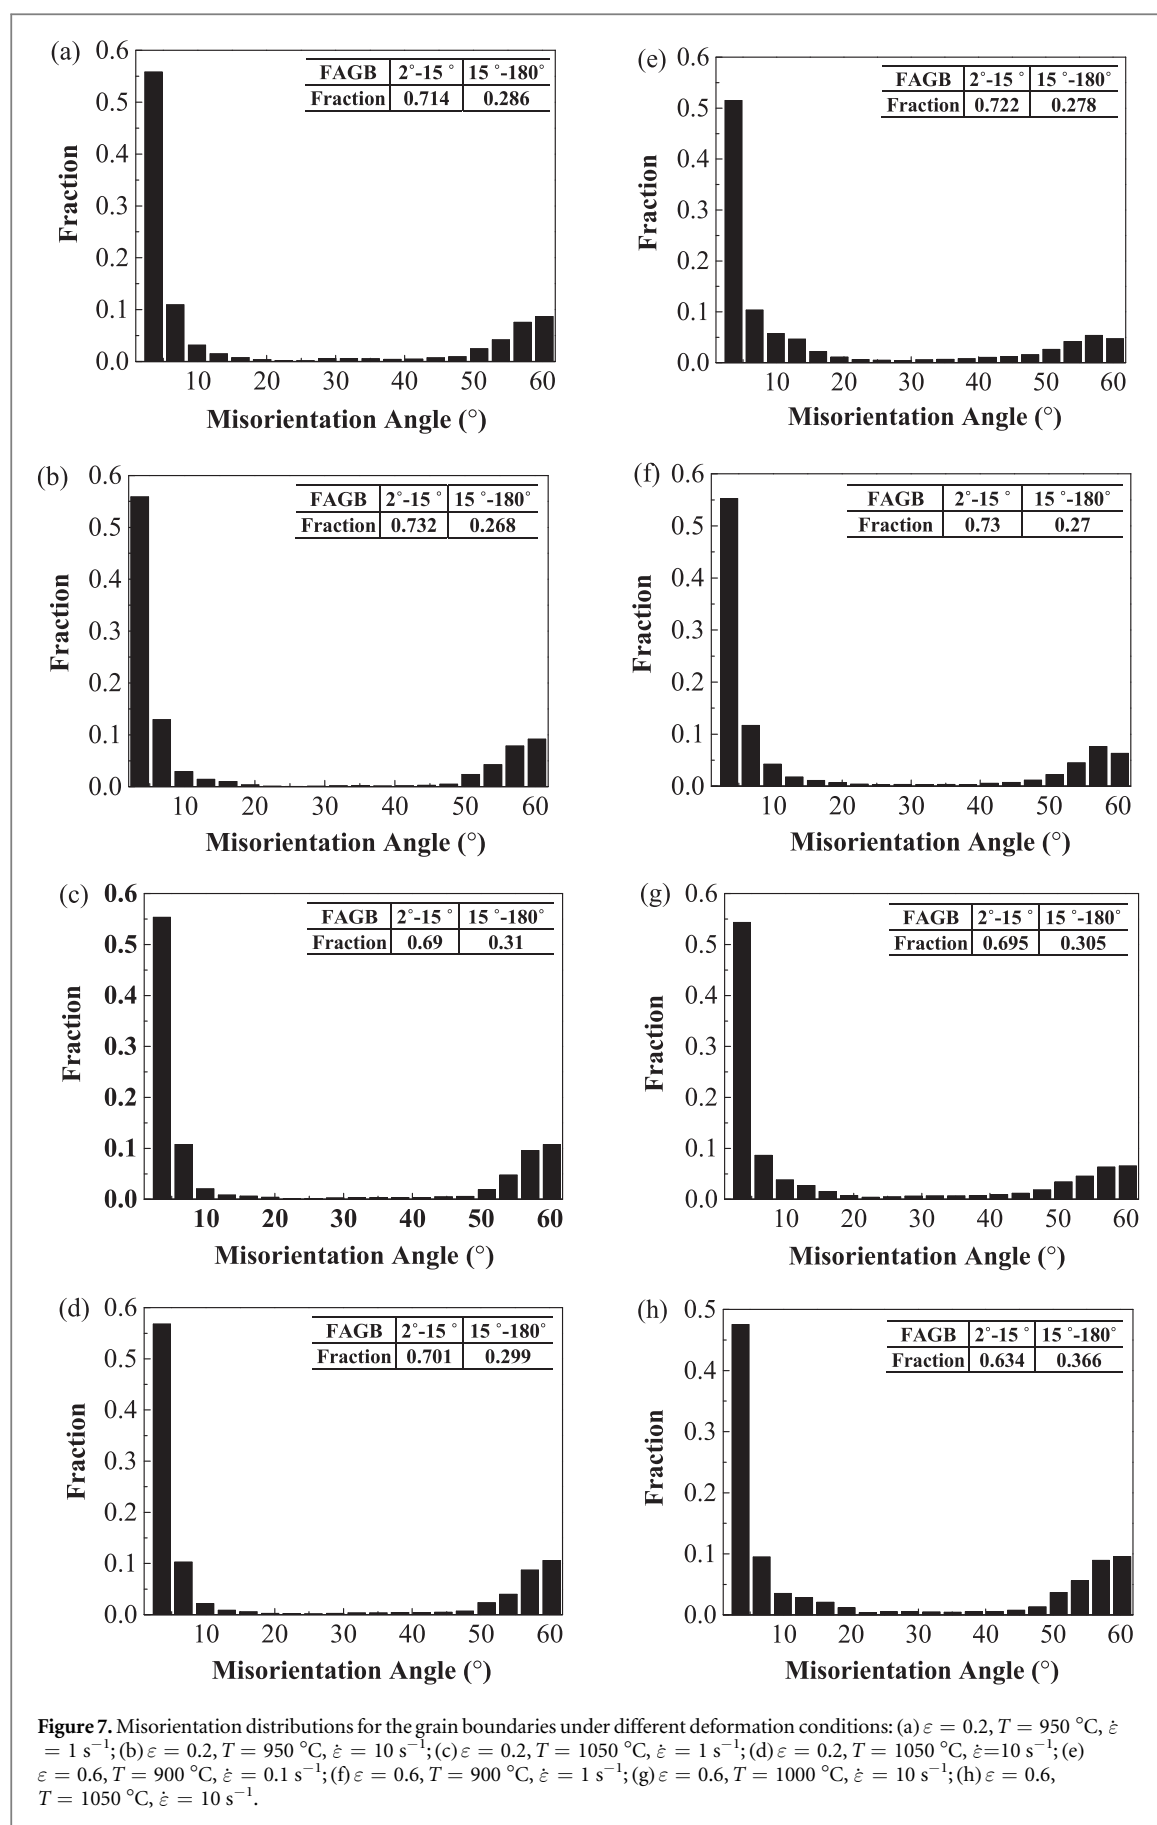 (a)
0.6
0.5
0.4
0.3
0.2
0.1
0.0
Fraction
FAGB 2°-15 ° 15 °-180°
Fraction 0.714 0.286
10 20 30 40 50 60
Misorientation Angle (°)
(e)
0.6
0.5
0.4
0.3
0.2
0.1
0.0
Fraction
FAGB 2°-15 ° 15 °-180°
Fraction 0.722 0.278
10 20 30 40 50 60
Misorientation Angle (°)
(b)
0.6
0.5
0.4
0.3
0.2
0.1
0.0
Fraction
FAGB 2°-15 ° 15 °-180°
Fraction 0.732 0.268
10 20 30 40 50 60
Misorientation Angle (°)
(f)
0.6
0.5
0.4
0.3
0.2
0.1
0.0
Fraction
FAGB 2°-15 ° 15 °-180°
Fraction 0.73 0.27
10 20 30 40 50 60
Misorientation Angle (°)
(c)
0.6
0.5
0.4
0.3
0.2
0.1
0.0
Fraction
FAGB 2°-15 ° 15 °-180°
Fraction 0.69 0.31
10 20 30 40 50 60
Misorientation Angle (°)
(g)
0.6
0.5
0.4
0.3
0.2
0.1
0.0
Fraction
FAGB 2°-15 ° 15 °-180°
Fraction 0.695 0.305
10 20 30 40 50 60
Misorientation Angle (°)
(d)
0.6
0.5
0.4
0.3
0.2
0.1
0.0
Fraction
FAGB 2°-15 ° 15 °-180°
Fraction 0.701 0.299
10 20 30 40 50 60
Misorientation Angle (°)
(h)
0.5
0.4
0.3
0.2
0.1
0.0
Fraction
FAGB 2°-15 ° 15 °-180°
Fraction 0.634 0.366
10 20 30 40 50 60
Misorientation Angle (°)
Figure 7. Misorientation distributions for the grain boundaries under different deformation conditions: (a) ε = 0.2, T = 950 °C, ε̇
= 1 s⁻¹; (b) ε = 0.2, T = 950 °C, ε̇ = 10 s⁻¹; (c) ε = 0.2, T = 1050 °C, ε̇ = 1 s⁻¹; (d) ε = 0.2, T = 1050 °C, ε̇=10 s⁻¹; (e)
ε = 0.6, T = 900 °C, ε̇ = 0.1 s⁻¹; (f) ε = 0.6, T = 900 °C, ε̇ = 1 s⁻¹; (g) ε = 0.6, T = 1000 °C, ε̇ = 10 s⁻¹; (h) ε = 0.6,
T = 1050 °C, ε̇ = 10 s⁻¹.